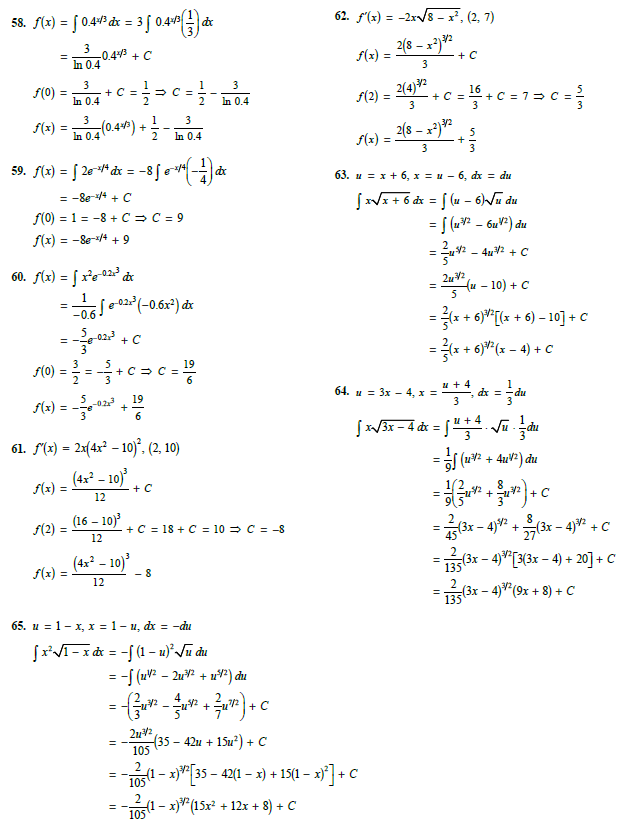 58. f(x) = ∫ 0.4^(x/3) dx = 3 ∫ 0.4^(x/3) (1/3) dx
= 3/(ln 0.4) 0.4^(x/3) + C
f(0) = 3/(ln 0.4) + C = 1/2 ⇒ C = 1/2 − 3/(ln 0.4)
f(x) = 3/(ln 0.4) (0.4^(x/3)) + 1/2 − 3/(ln 0.4)
59. f(x) = ∫ 2e^(−x/4) dx = −8 ∫ e^(−x/4) (−1/4) dx
= −8e^(−x/4) + C
f(0) = 1 = −8 + C ⇒ C = 9
f(x) = −8e^(−x/4) + 9
60. f(x) = ∫ x²e^(−0.2x³) dx
= 1/(−0.6) ∫ e^(−0.2x³) (−0.6x²) dx
= −5/3 e^(−0.2x³) + C
f(0) = 3/2 = −5/3 + C ⇒ C = 19/6
f(x) = −5/3 e^(−0.2x³) + 19/6
61. f′(x) = 2x(4x² − 10)², (2, 10)
f(x) = (4x² − 10)³/12 + C
f(2) = (16 − 10)³/12 + C = 18 + C = 10 ⇒ C = −8
f(x) = (4x² − 10)³/12 − 8
62. f′(x) = −2x√(8 − x²), (2, 7)
f(x) = 2(8 − x²)^(3/2)/3 + C
f(2) = 2(4)^(3/2)/3 + C = 16/3 + C = 7 ⇒ C = 5/3
f(x) = 2(8 − x²)^(3/2)/3 + 5/3
63. u = x + 6, x = u − 6, dx = du
∫ x√(x + 6) dx = ∫ (u − 6)√u du
= ∫ (u^(3/2) − 6u^(1/2)) du
= 2/5 u^(5/2) − 4u^(3/2) + C
= 2u^(3/2)/5 (u − 10) + C
= 2/5 (x + 6)^(3/2) [(x + 6) − 10] + C
= 2/5 (x + 6)^(3/2) (x − 4) + C
64. u = 3x − 4, x = (u + 4)/3, dx = 1/3 du
∫ x√(3x − 4) dx = ∫ (u + 4)/3 · √u · 1/3 du
= 1/9 ∫ (u^(3/2) + 4u^(1/2)) du
= 1/9 (2/5 u^(5/2) + 8/3 u^(3/2)) + C
= 2/45 (3x − 4)^(5/2) + 8/27 (3x − 4)^(3/2) + C
= 2/135 (3x − 4)^(3/2) [3(3x − 4) + 20] + C
= 2/135 (3x − 4)^(3/2) (9x + 8) + C
65. u = 1 − x, x = 1 − u, dx = −du
∫ x²√(1 − x) dx = −∫ (1 − u)² √u du
= −∫ (u^(1/2) − 2u^(3/2) + u^(5/2)) du
= −(2/3 u^(3/2) − 4/5 u^(5/2) + 2/7 u^(7/2)) + C
= −2u^(3/2)/105 (35 − 42u + 15u²) + C
= −2/105 (1 − x)^(3/2) [35 − 42(1 − x) + 15(1 − x)²] + C
= −2/105 (1 − x)^(3/2) (15x² + 12x + 8) + C